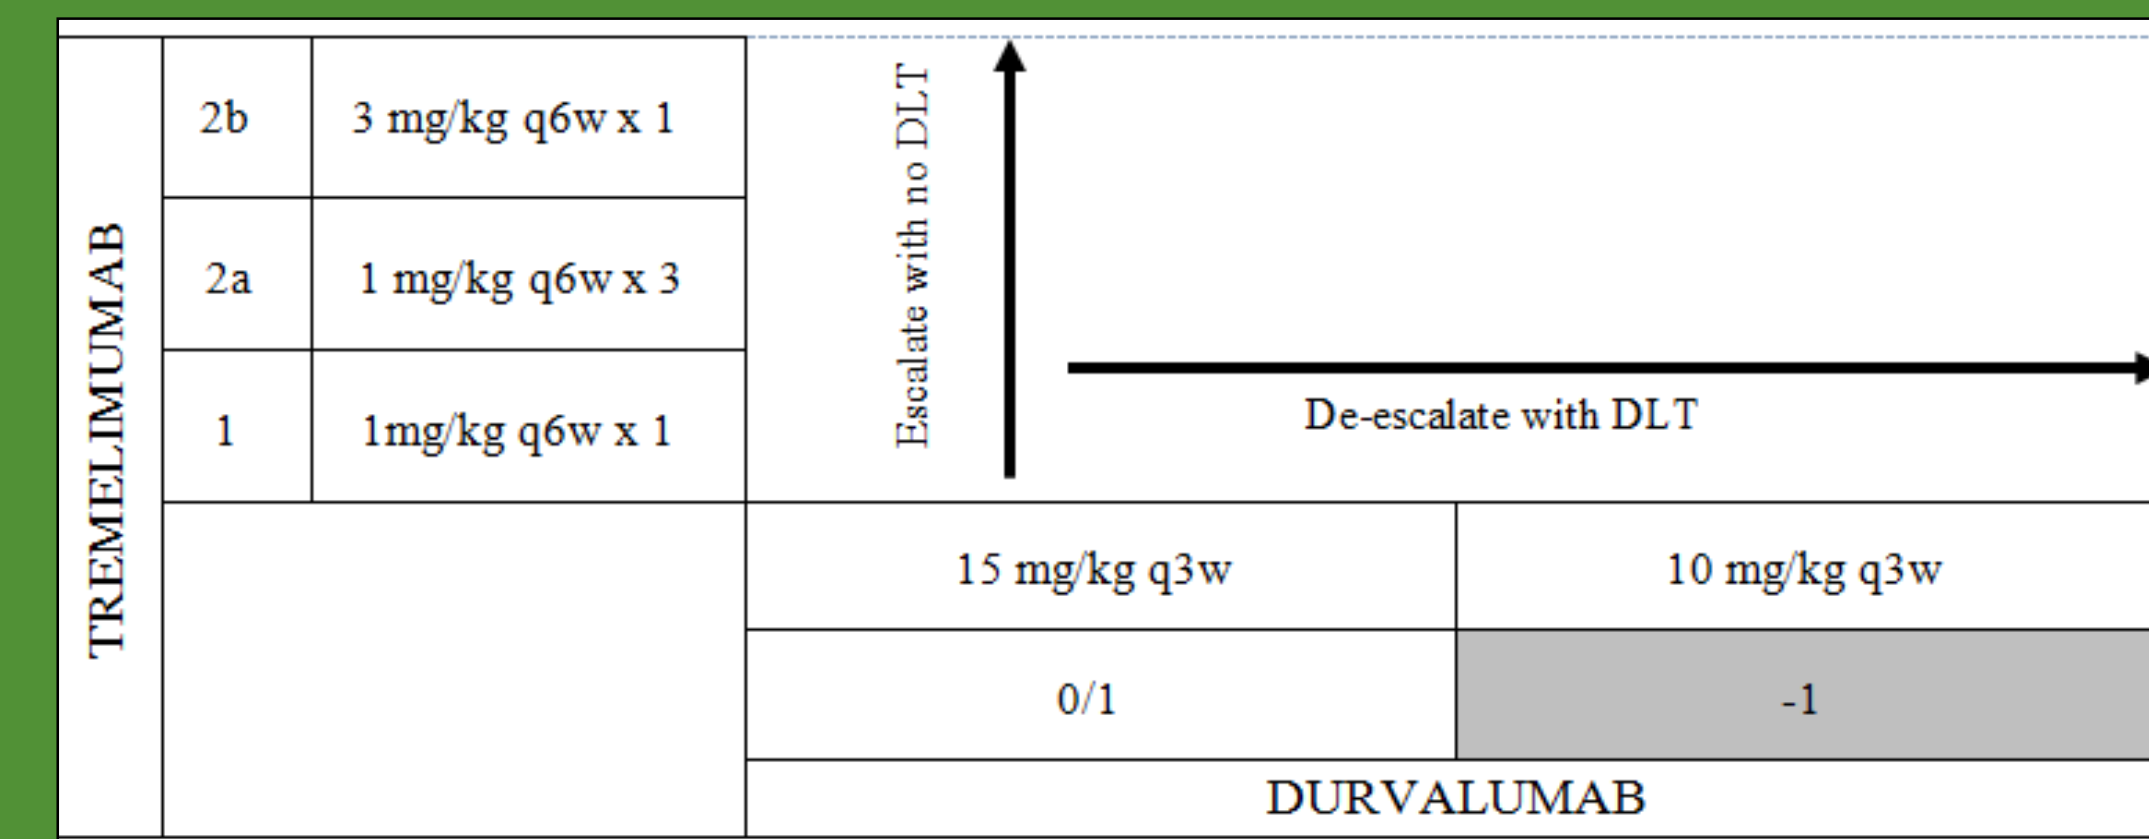 TREMELIMUMAB
2b
3 mg/kg q6w x 1
2a
1 mg/kg q6w x 3
1
1mg/kg q6w x 1
Escalate with no DLT
De-escalate with DLT
15 mg/kg q3w
10 mg/kg q3w
0/1
-1
DURVALUMAB